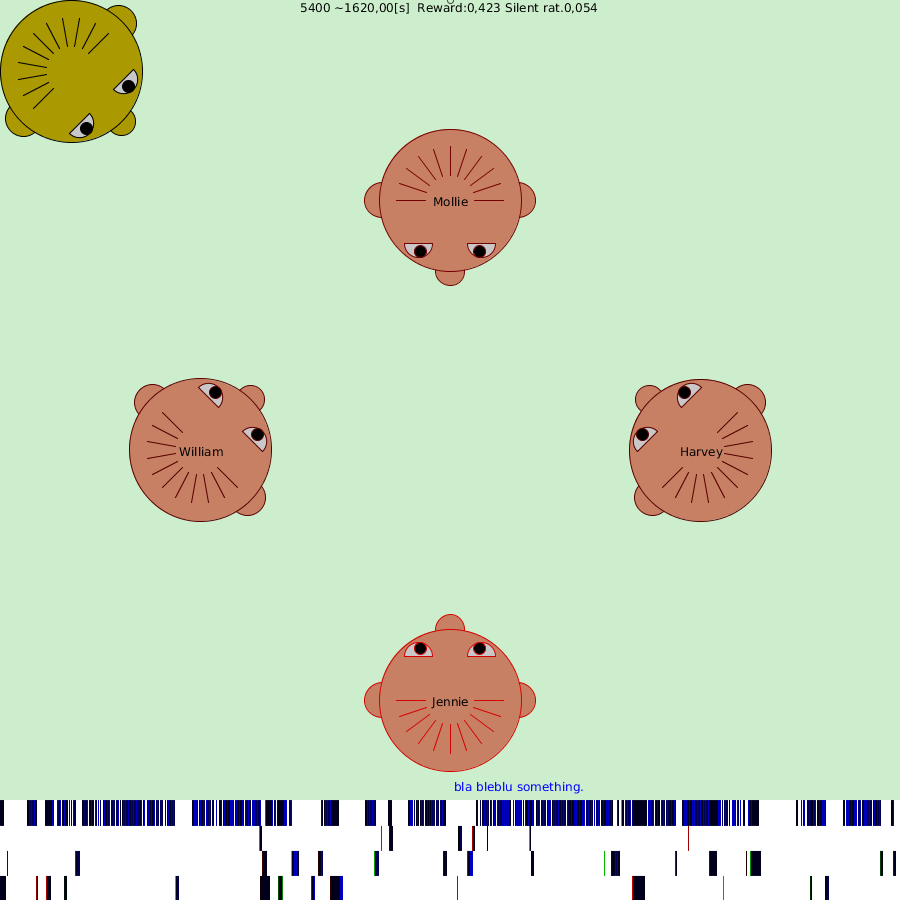 5400 ~1620,00[s]  Reward:0,423 Silent rat.0,054
Mollie
William
Harvey
Jennie
bla bleblu something.